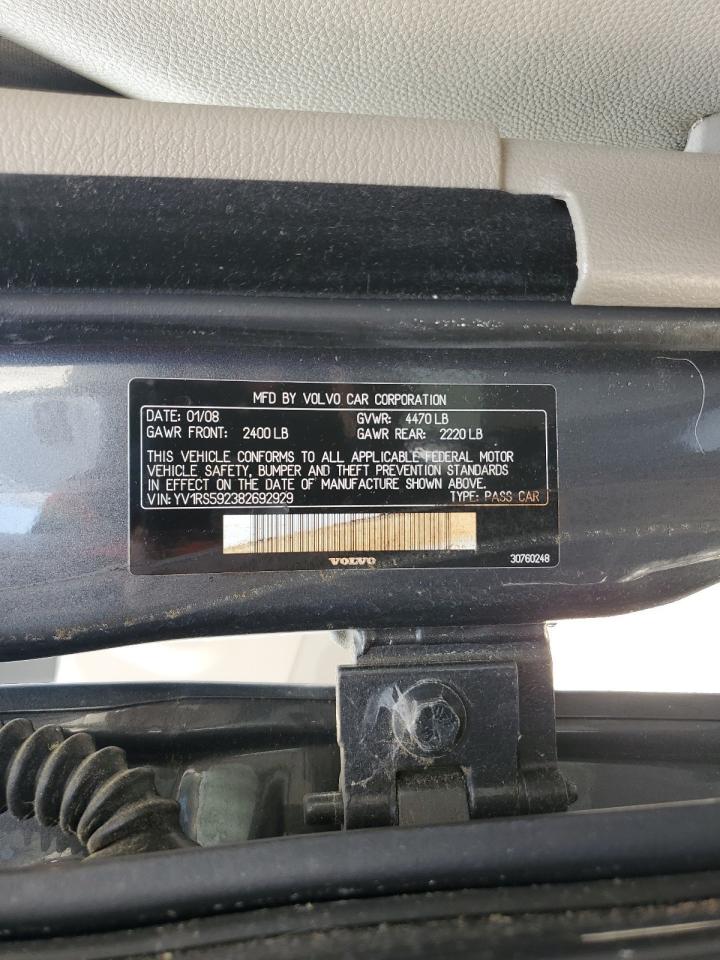 MFD BY VOLVO CAR CORPORATION
DATE: 01/08 GVWR: 4470 LB
GAWR FRONT: 2400 LB GAWR REAR: 2220 LB
THIS VEHICLE CONFORMS TO ALL APPLICABLE FEDERAL MOTOR
VEHICLE SAFETY, BUMPER AND THEFT PREVENTION STANDARDS
IN EFFECT ON THE DATE OF MANUFACTURE SHOWN ABOVE.
VIN: YV1RS592382692929 TYPE: PASS CAR
VOLVO 30760248